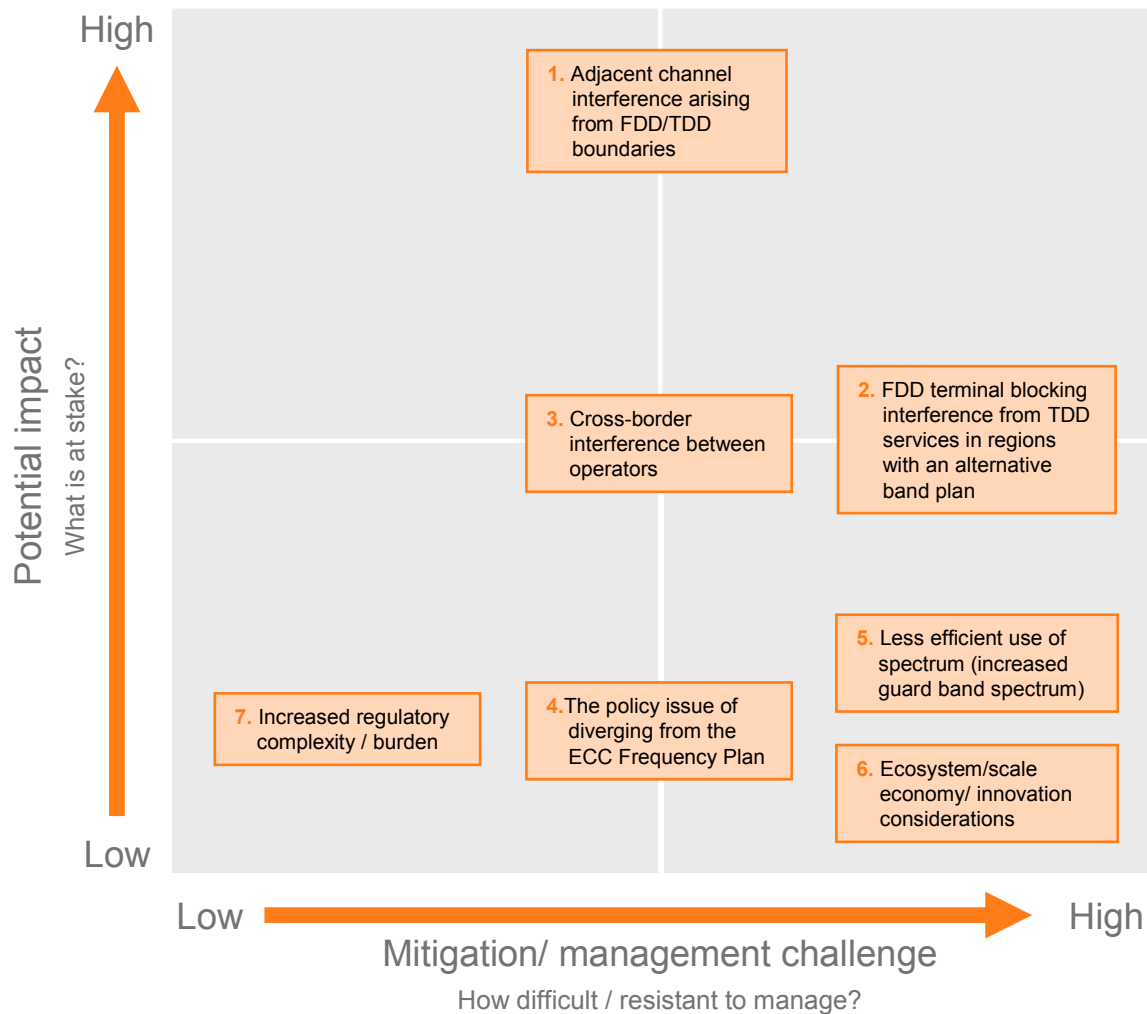 High
1. Adjacent channel
interference arising
from FDD/TDD
boundaries
Potential impact
What is at stake?
2. FDD terminal blocking
interference from TDD
services in regions
with an alternative
band plan
3. Cross-border
interference between
operators
5. Less efficient use of
spectrum (increased
guard band spectrum)
7. Increased regulatory
complexity / burden
4.The policy issue of
diverging from the
ECC Frequency Plan
6. Ecosystem/scale
economy/ innovation
considerations
Low
Low
High
Mitigation/ management challenge
How difficult / resistant to manage?